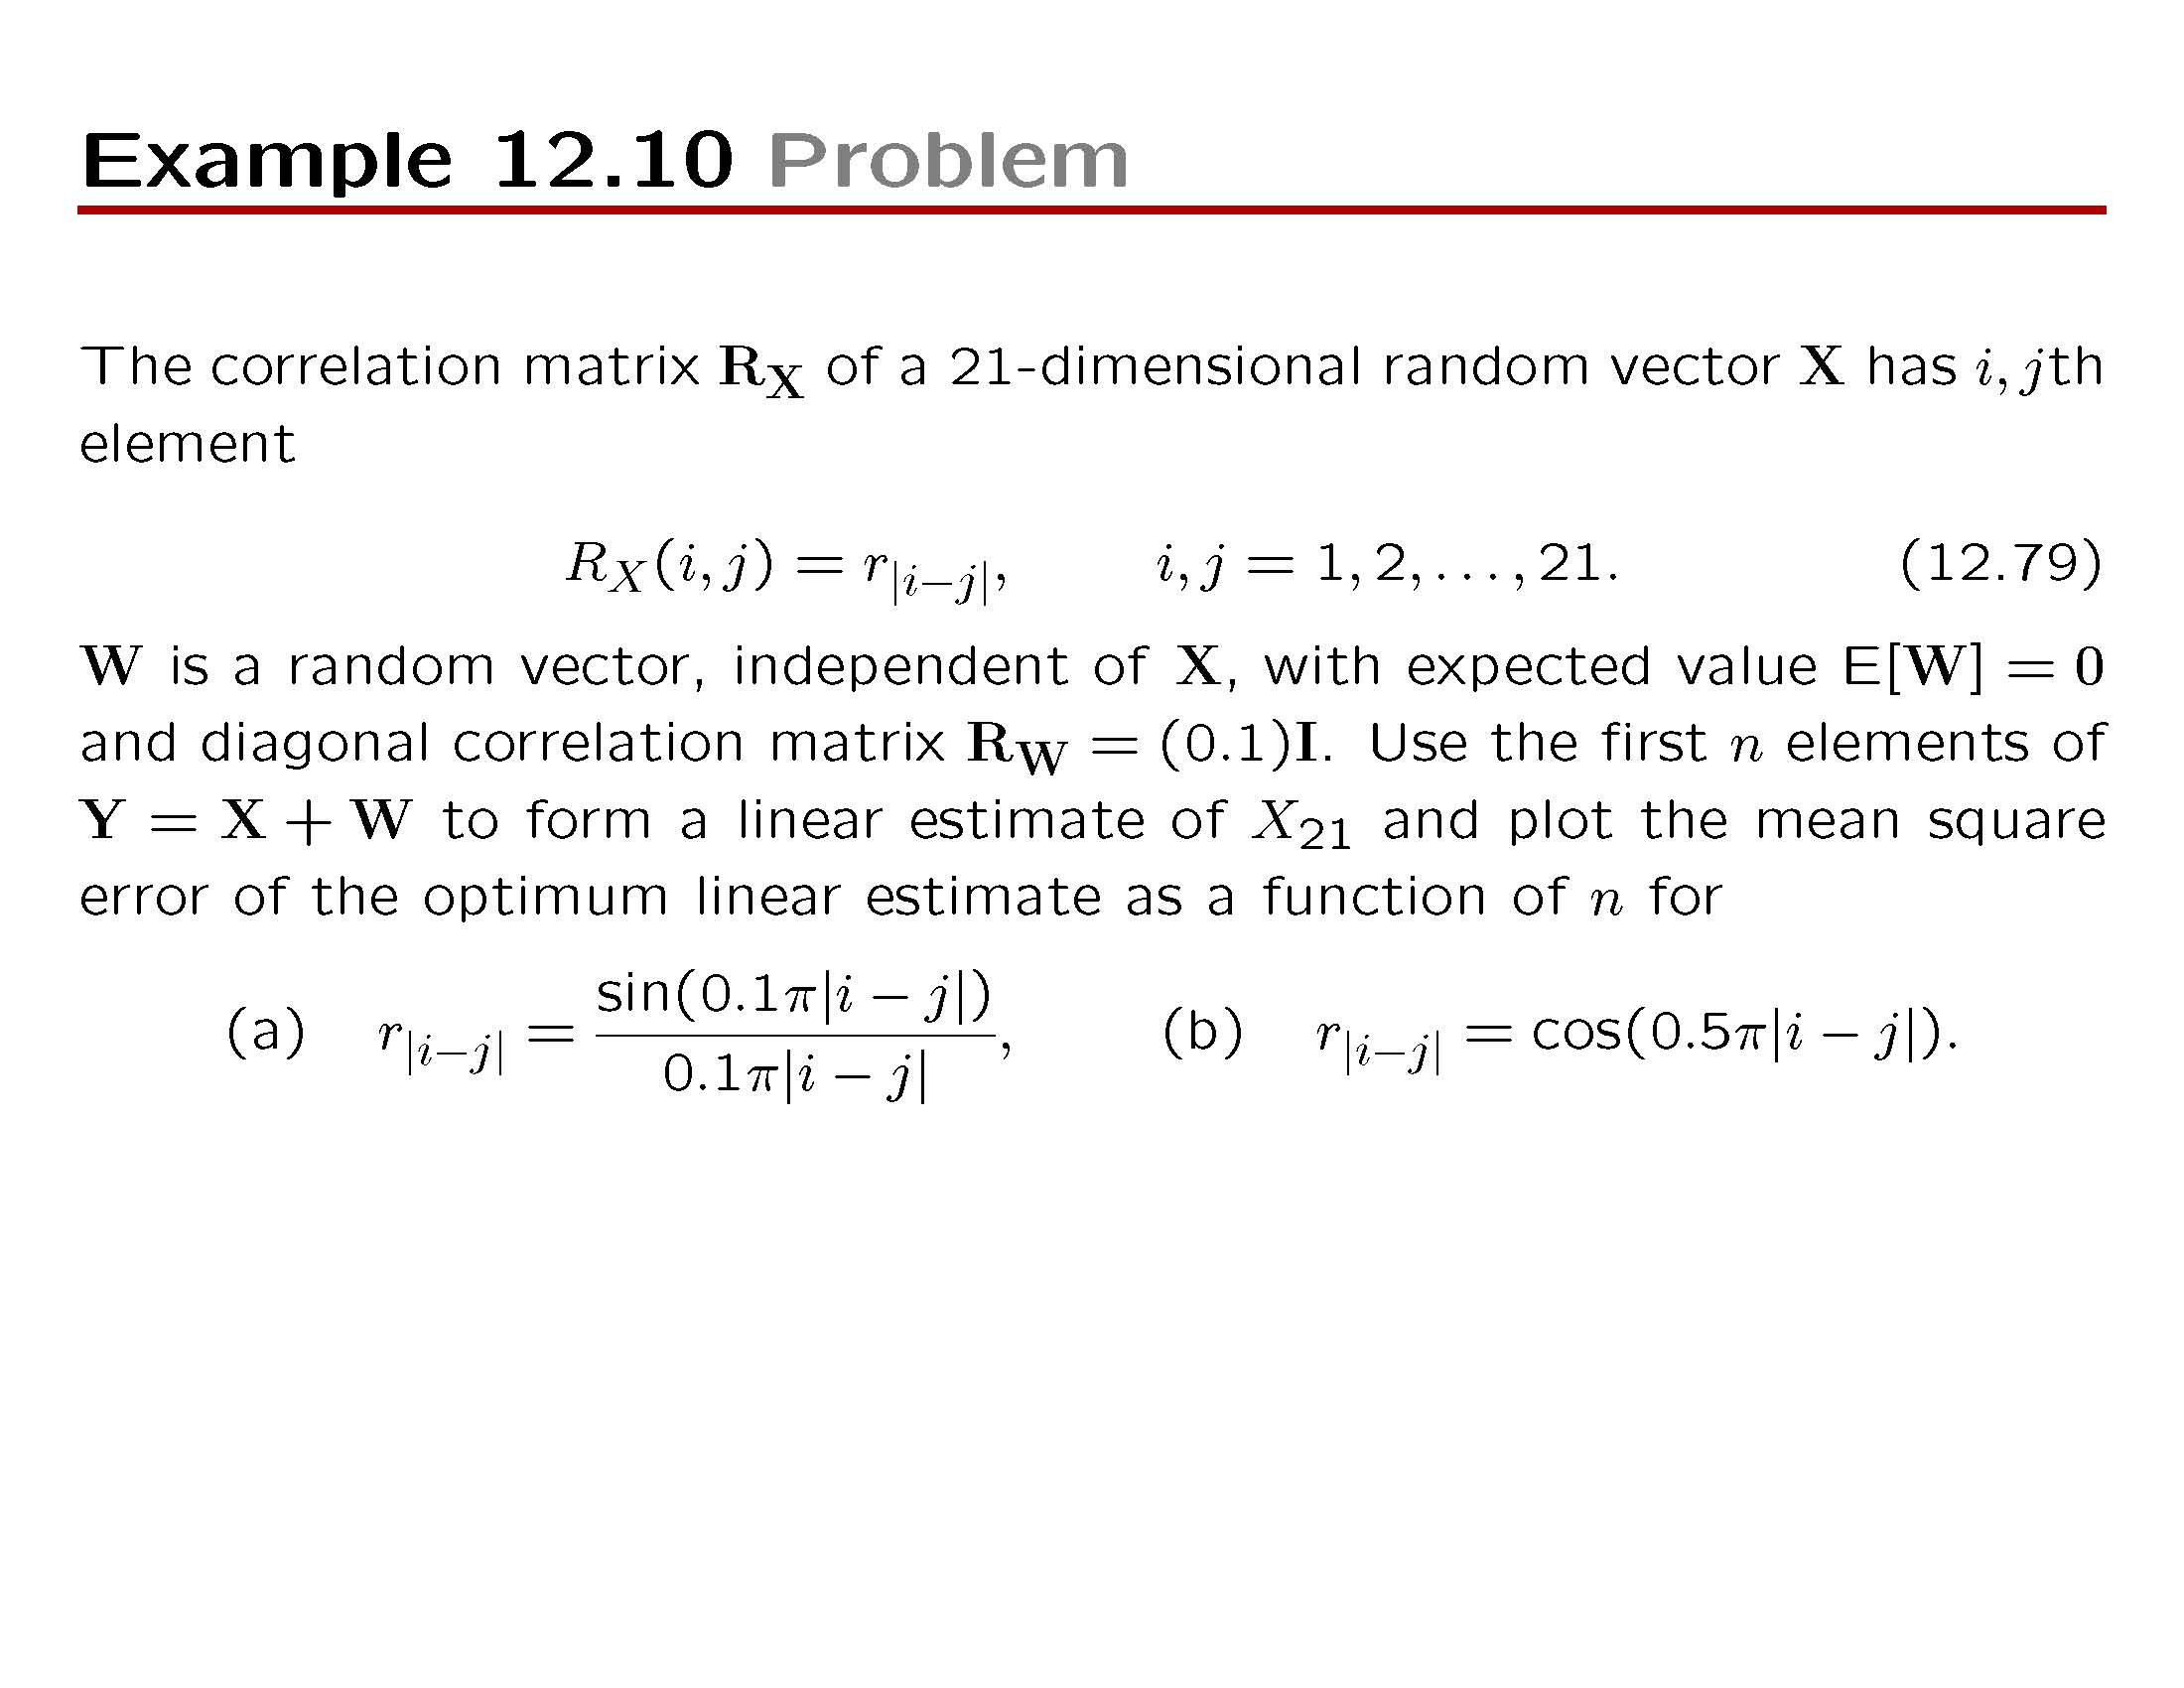 Example 12.10 Problem
The correlation matrix R_X of a 21-dimensional random vector X has i, jth
element
R_X(i, j) = r_{|i−j|}, i, j = 1, 2, . . . , 21. (12.79)
W is a random vector, independent of X, with expected value E[W] = 0
and diagonal correlation matrix R_W = (0.1)I. Use the first n elements of
Y = X + W to form a linear estimate of X_{21} and plot the mean square
error of the optimum linear estimate as a function of n for
(a) r_{|i−j|} = \frac{sin(0.1π|i − j|)}{0.1π|i − j|}, (b) r_{|i−j|} = cos(0.5π|i − j|).